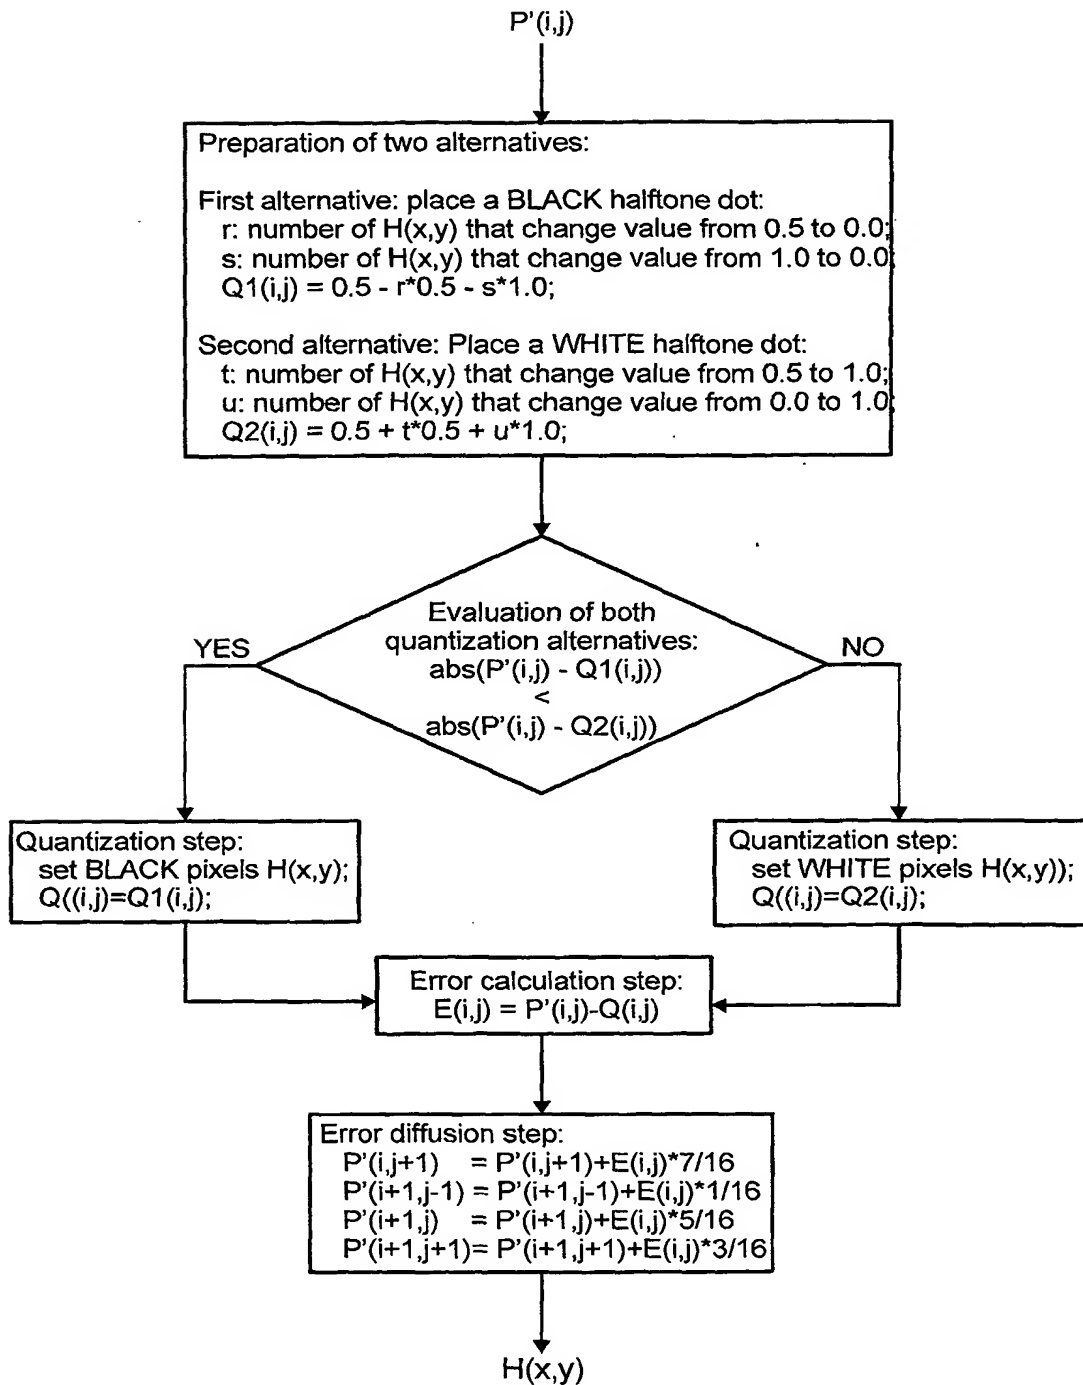 P'(i,j)
Preparation of two alternatives:
First alternative: place a BLACK halftone dot:
r: number of H(x,y) that change value from 0.5 to 0.0;
s: number of H(x,y) that change value from 1.0 to 0.0;
Q1(i,j) = 0.5 - r*0.5 - s*1.0;
Second alternative: Place a WHITE halftone dot:
t: number of H(x,y) that change value from 0.5 to 1.0;
u: number of H(x,y) that change value from 0.0 to 1.0;
Q2(i,j) = 0.5 + t*0.5 + u*1.0;
Evaluation of both
quantization alternatives:
abs(P'(i,j) - Q1(i,j))
<
abs(P'(i,j) - Q2(i,j))
YES
NO
Quantization step:
set BLACK pixels H(x,y);
Q((i,j)=Q1(i,j);
Quantization step:
set WHITE pixels H(x,y));
Q((i,j)=Q2(i,j);
Error calculation step:
E(i,j) = P'(i,j)-Q(i,j)
Error diffusion step:
P'(i,j+1) = P'(i,j+1)+E(i,j)*7/16
P'(i+1,j-1) = P'(i+1,j-1)+E(i,j)*1/16
P'(i+1,j) = P'(i+1,j)+E(i,j)*5/16
P'(i+1,j+1)= P'(i+1,j+1)+E(i,j)*3/16
H(x,y)